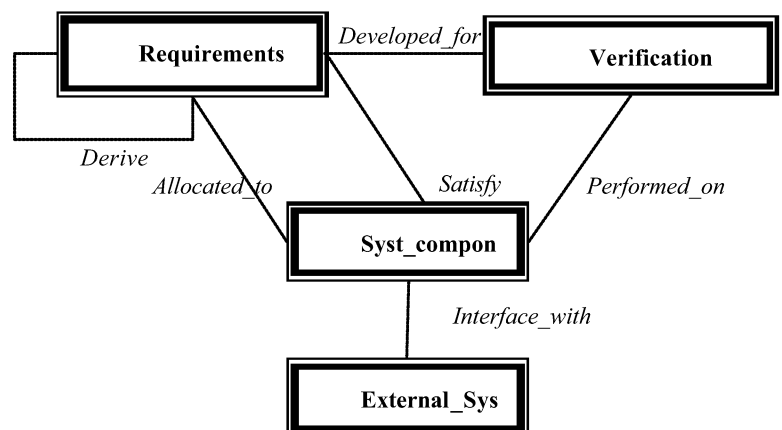 Developed_for
Requirements
Verification
Derive
Allocated_to
Satisfy
Performed_on
Syst_compon
Interface_with
External_Sys